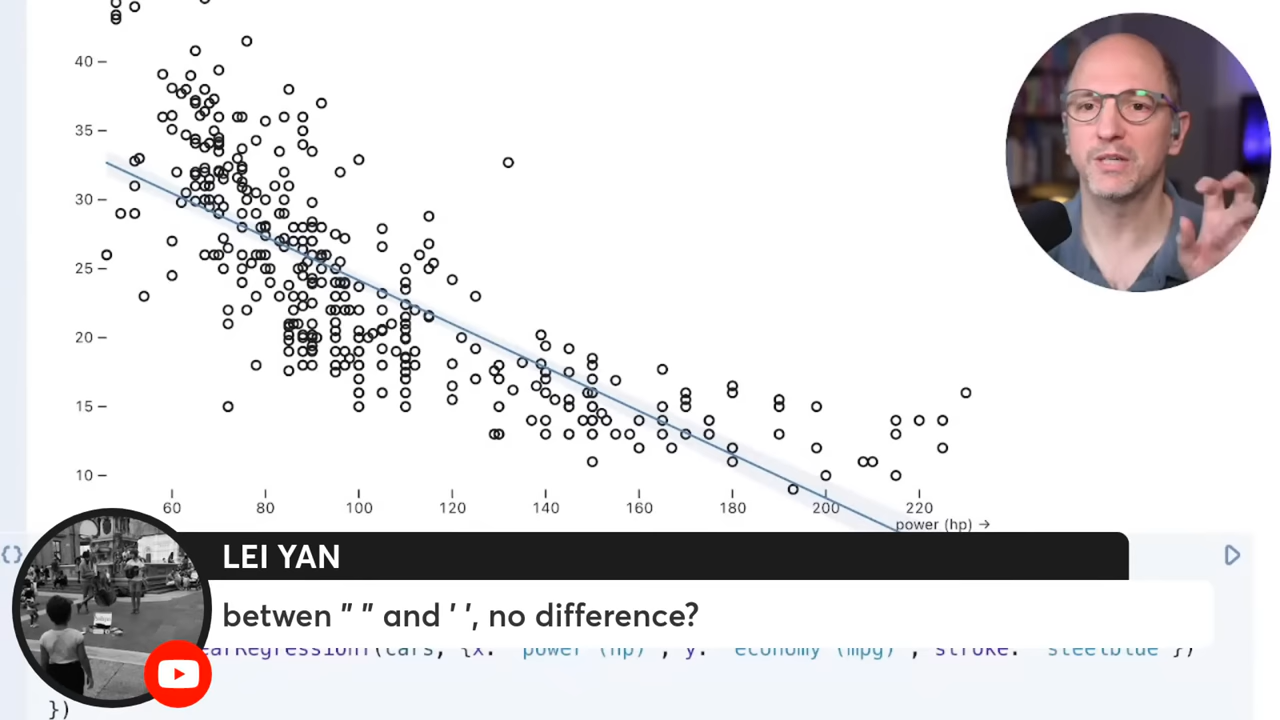 40
35
30
25
20
15
10
60 80 100 120 140 160 180 200 220
power (hp) →
LEI YAN
betwen " " and ' ', no difference?
earRegressionY(cars, {x: "power (hp)", y: "economy (mpg)", stroke: "steelblue"})
{}
})